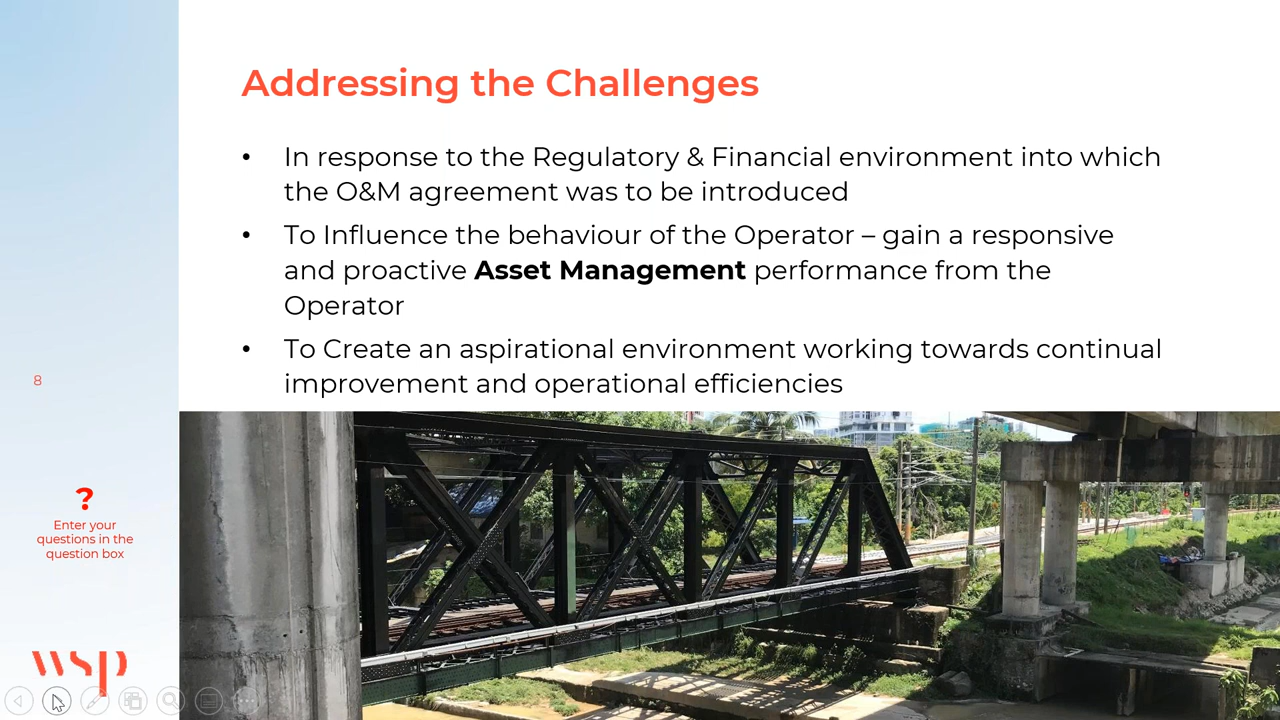 Addressing the Challenges
• In response to the Regulatory & Financial environment into which
the O&M agreement was to be introduced
• To Influence the behaviour of the Operator – gain a responsive
and proactive Asset Management performance from the
Operator
• To Create an aspirational environment working towards continual
improvement and operational efficiencies
8
?
Enter your
questions in the
question box
wsp